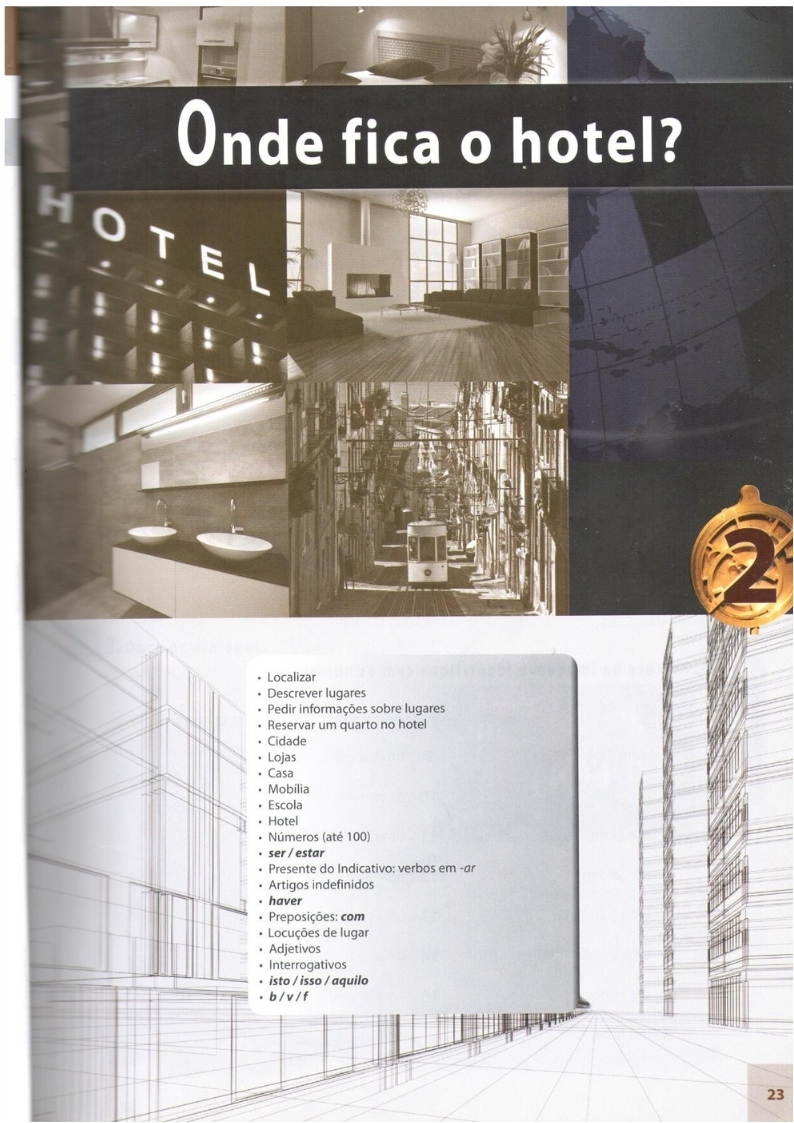 Onde fica o hotel?
HOTEL
2
• Localizar
• Descrever lugares
• Pedir informações sobre lugares
• Reservar um quarto no hotel
• Cidade
• Lojas
• Casa
• Mobília
• Escola
• Hotel
• Números (até 100)
• ser / estar
• Presente do Indicativo: verbos em -ar
• Artigos indefinidos
• haver
• Preposições: com
• Locuções de lugar
• Adjetivos
• Interrogativos
• isto / isso / aquilo
• b / v / f
23